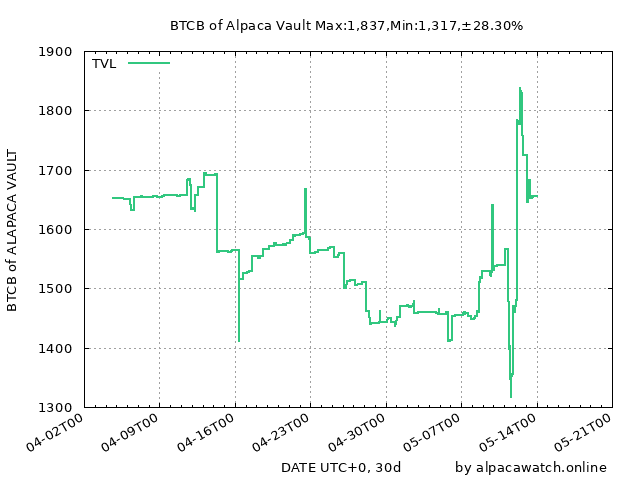 BTCB of Alpaca Vault Max:1,837,Min:1,317,±28.30%
TVL
1900
1800
1700
1600
1500
1400
1300
BTCB of ALAPACA VAULT
04-02T00
04-09T00
04-16T00
04-23T00
04-30T00
05-07T00
05-14T00
05-21T00
DATE UTC+0, 30d
by alpacawatch.online